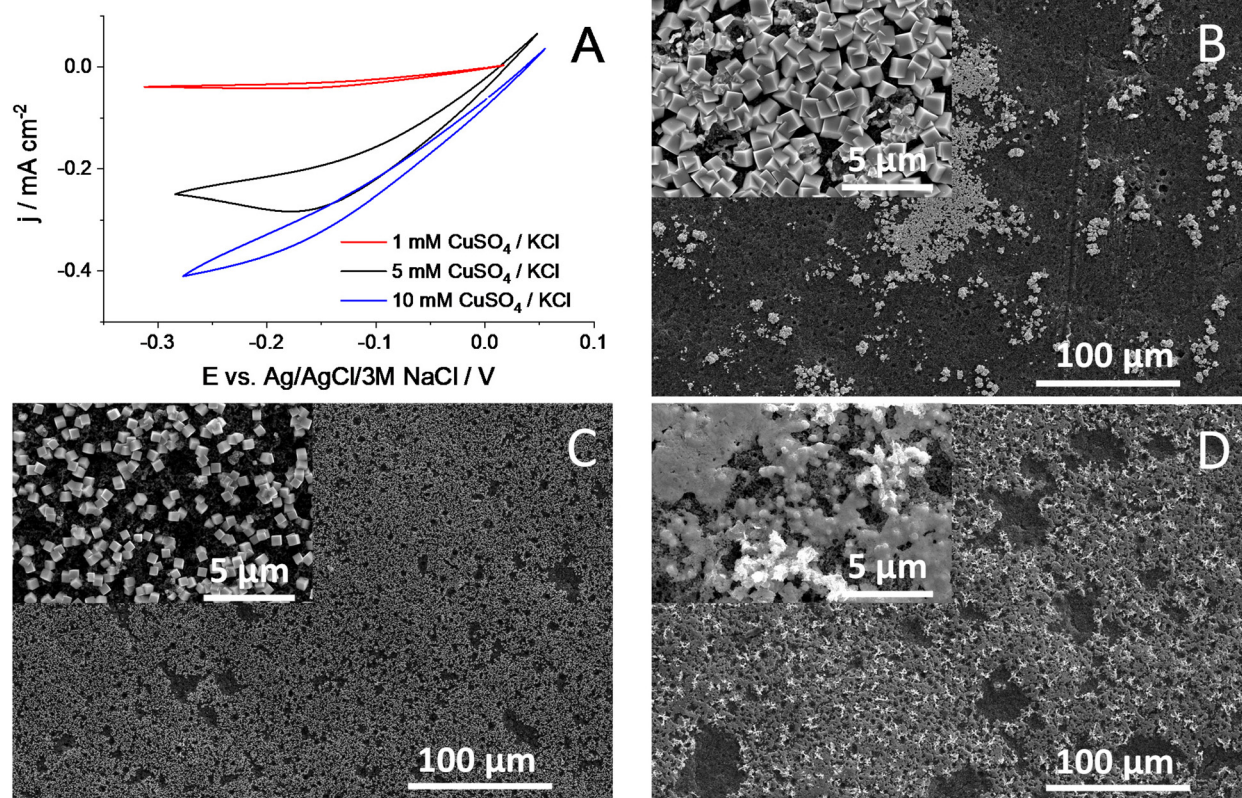 A
0.0
−0.2
−0.4
j / mA cm⁻²
1 mM CuSO₄ / KCl
5 mM CuSO₄ / KCl
10 mM CuSO₄ / KCl
−0.3 −0.2 −0.1 0.0 0.1
E vs. Ag/AgCl/3M NaCl / V
B
5 µm
100 µm
C
5 µm
100 µm
D
5 µm
100 µm